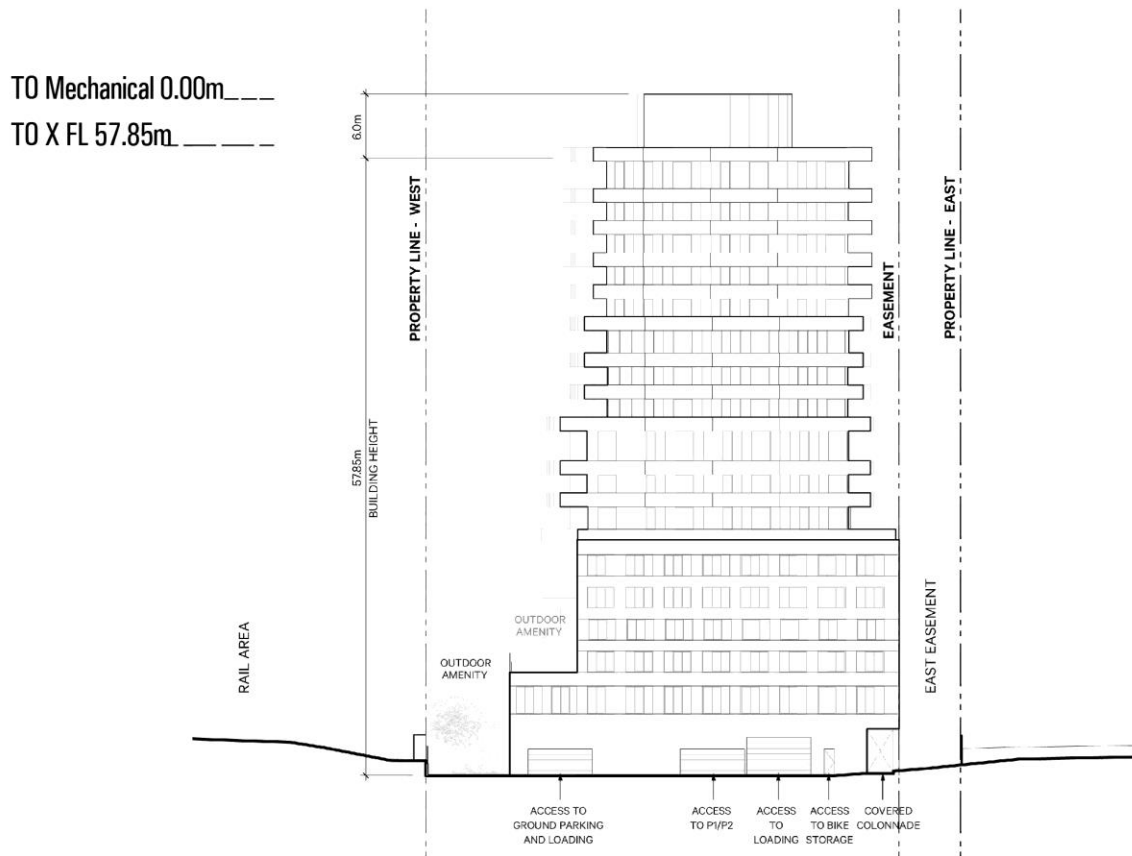 TO Mechanical 0.00m
TO X FL 57.85m
6.0m
PROPERTY LINE - WEST
EASEMENT
PROPERTY LINE - EAST
57.85m
BUILDING HEIGHT
RAIL AREA
OUTDOOR
AMENITY
OUTDOOR
AMENITY
EAST EASEMENT
ACCESS TO
GROUND PARKING
AND LOADING
ACCESS
TO P1/P2
ACCESS
TO
LOADING
ACCESS
TO BIKE
STORAGE
COVERED
COLONNADE